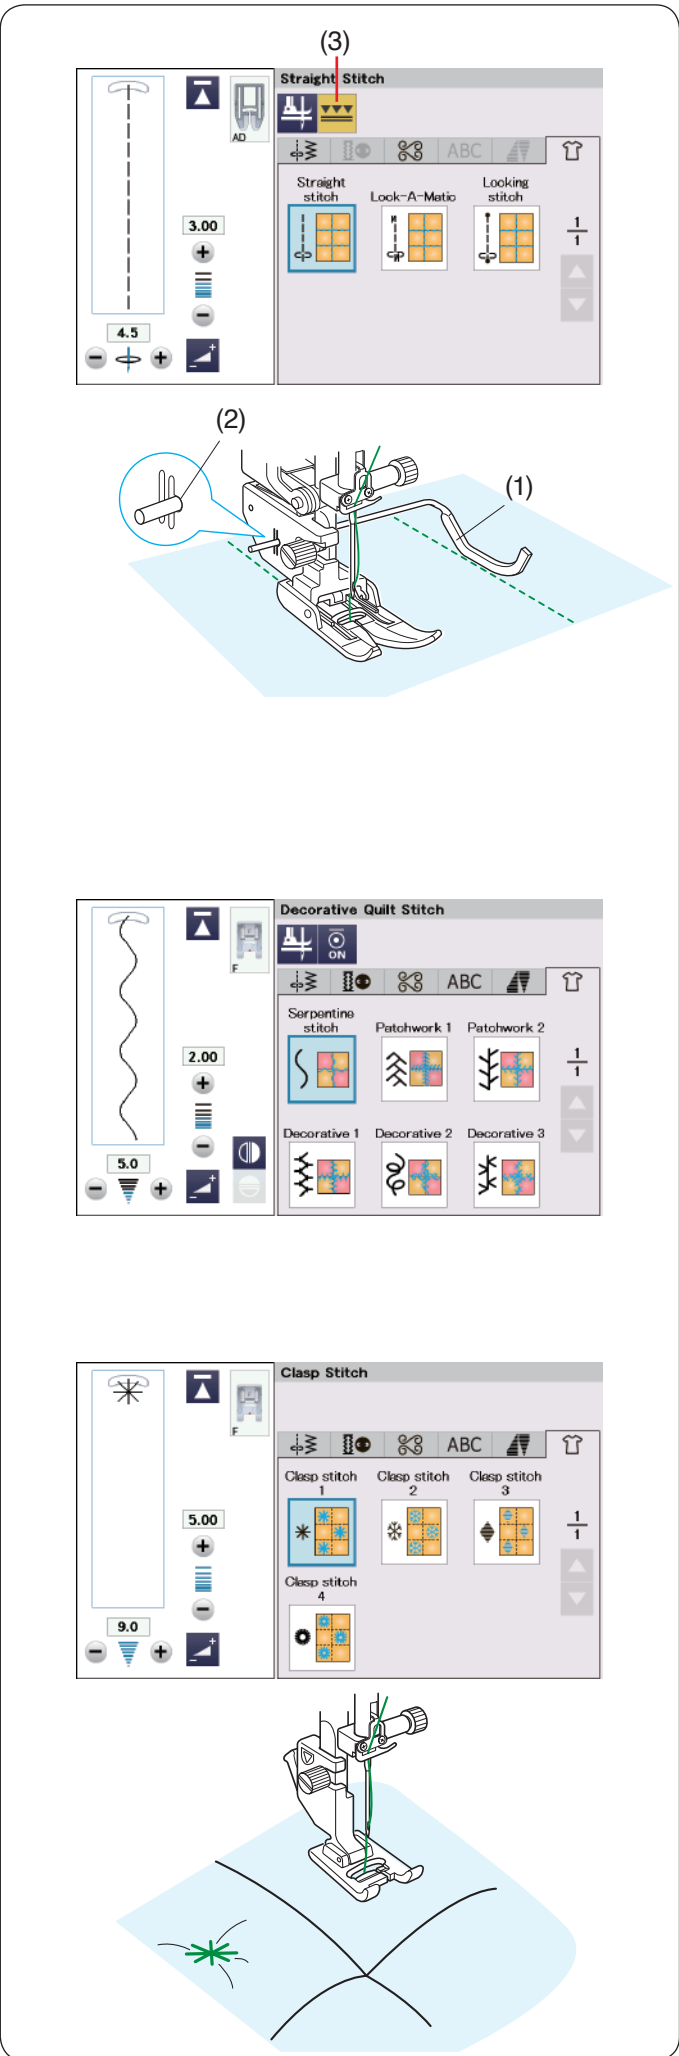 (3)
Straight Stitch
AD
ABC
Straight stitch
Lock-A-Matic
Locking stitch
3.00
1
1
4.5
(2)
(1)
Decorative Quilt Stitch
F
ON
ABC
Serpentine stitch
Patchwork 1
Patchwork 2
2.00
1
1
Decorative 1
Decorative 2
Decorative 3
5.0
Clasp Stitch
F
ABC
Clasp stitch 1
Clasp stitch 2
Clasp stitch 3
5.00
1
1
Clasp stitch 4
9.0